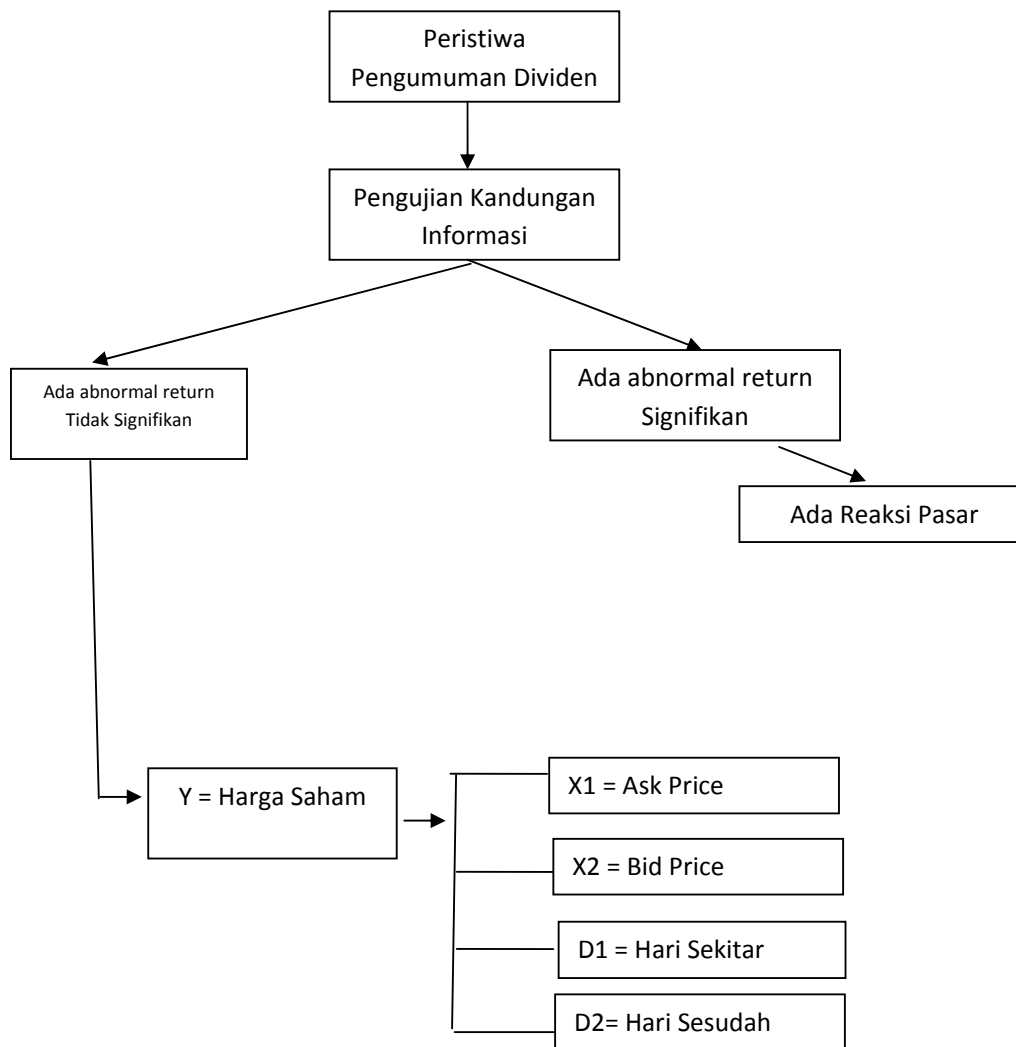 Peristiwa
Pengumuman Dividen
Pengujian Kandungan
Informasi
Ada abnormal return
Tidak Signifikan
Ada abnormal return
Signifikan
Ada Reaksi Pasar
Y = Harga Saham
X1 = Ask Price
X2 = Bid Price
D1 = Hari Sekitar
D2= Hari Sesudah